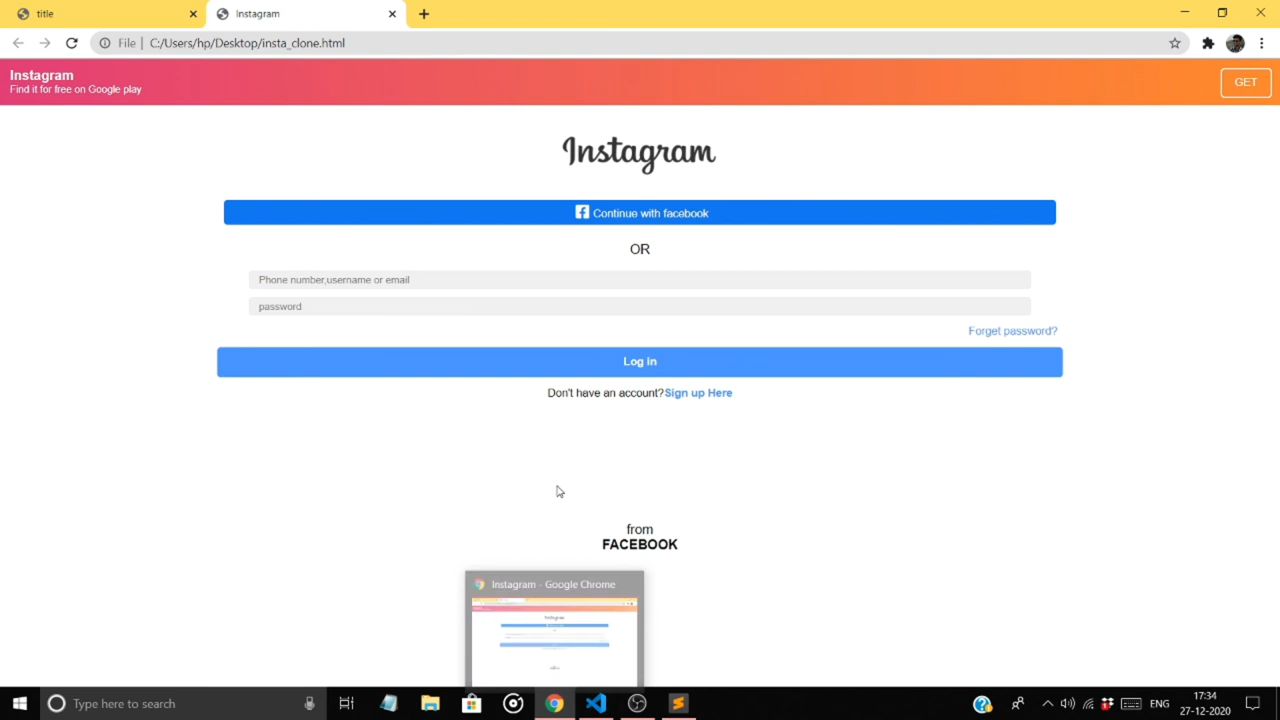 title
Instagram
File | C:/Users/hp/Desktop/insta_clone.html
Instagram
Find it for free on Google play
GET
Instagram
Continue with facebook
OR
Phone number,username or email
password
Forget password?
Log in
Don't have an account?Sign up Here
from
FACEBOOK
Instagram - Google Chrome
Type here to search
ENG
17:34
27-12-2020